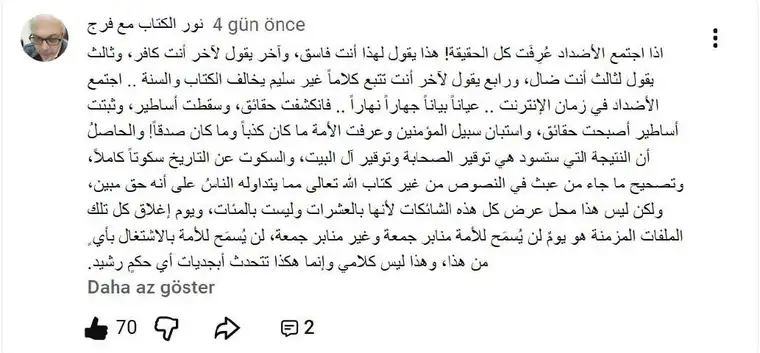 نور الكتاب مع فرج 4 gün önce
اذا اجتمع الأضداد عُرِفَت كل الحقيقة! هذا يقول لهذا أنت فاسق، وآخر يقول لآخر أنت كافر، وثالث
يقول لثالث أنت ضال، ورابع يقول لآخر أنت تتبع كلاماً غير سليم يخالف الكتاب والسنة .. اجتمع
الأضداد في زمان الإنترنت .. عياناً بياناً جهاراً نهاراً .. فانكشفت حقائق، وسقطت أساطير، وثبتت
أساطير أصبحت حقائق، واستبان سبيل المؤمنين وعرفت الأمة ما كان كذباً وما كان صدقاً! والحاصلُ
أن النتيجة التي ستسود هي توقير الصحابة وتوقير آل البيت، والسكوت عن التاريخ سكوتاً كاملاً،
وتصحيح ما جاء من عبث في النصوص من غير كتاب الله تعالى مما يتداوله الناسُ على أنه حق مبين،
ولكن ليس هذا محل عرض كل هذه الشائكات لأنها بالعشرات وليست بالمئات، ويوم إغلاق كل تلك
الملفات المزمنة هو يومٌ لن يُسمَح للأمة منابر جمعة وغير منابر جمعة، لن يُسمَح للأمة بالاشتغال بأيٍ
من هذا، وهذا ليس كلامي وإنما هكذا تتحدث أبجديات أي حكمٍ رشيد.
Daha az göster
70 2